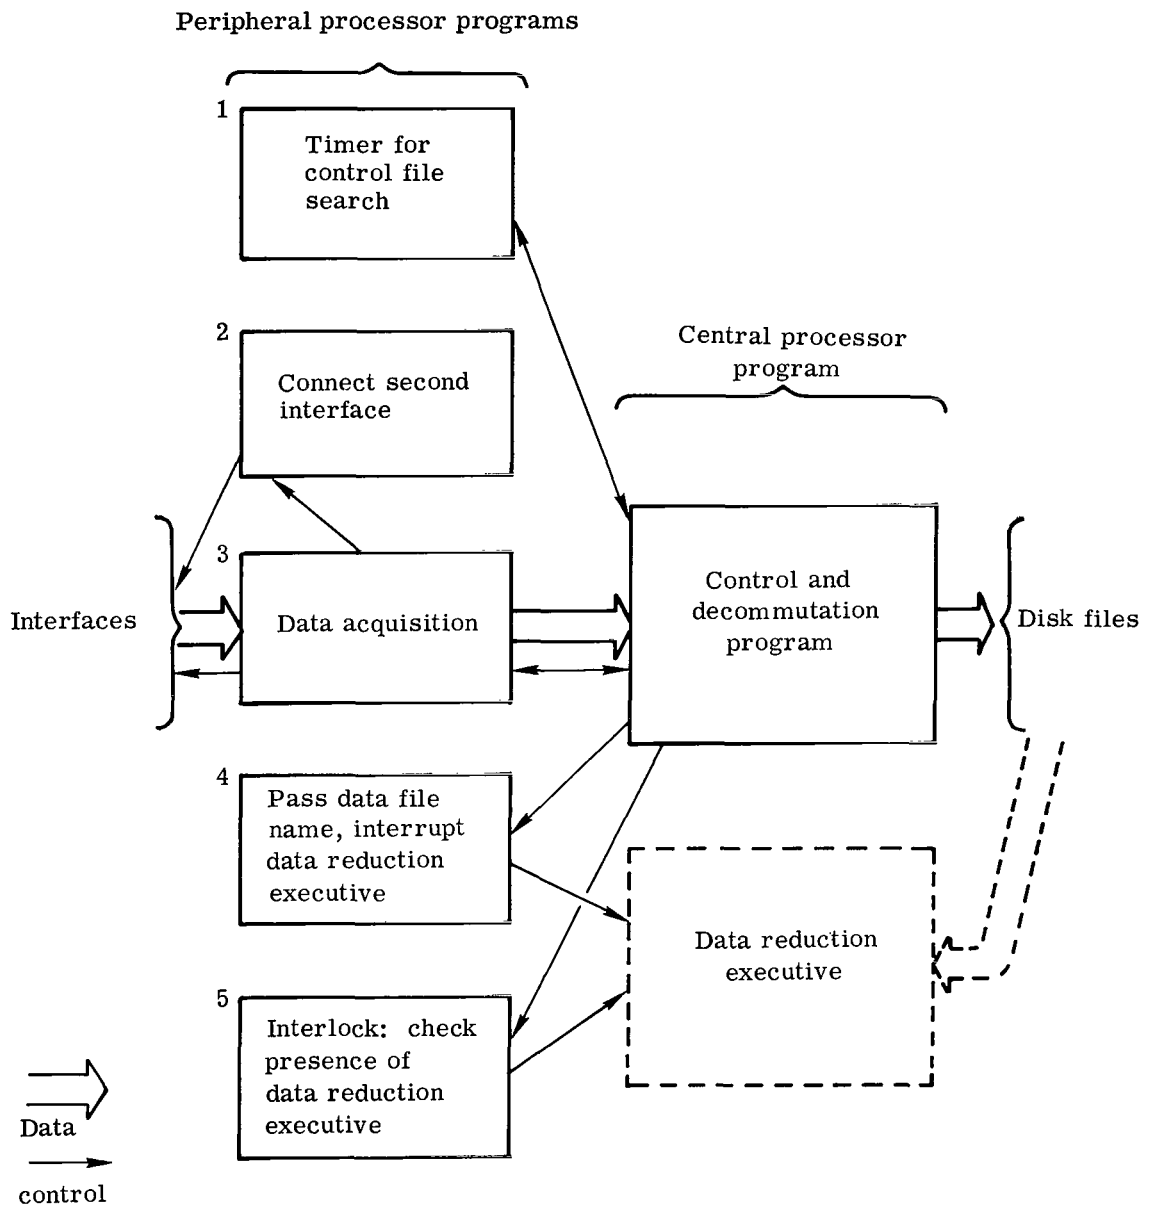 Peripheral processor programs
1
Timer for
control file
search
2
Connect second
interface
Central processor
program
3
Interfaces
Data acquisition
Control and
decommutation
program
Disk files
4
Pass data file
name, interrupt
data reduction
executive
Data reduction
executive
5
Interlock: check
presence of
data reduction
executive
Data
control